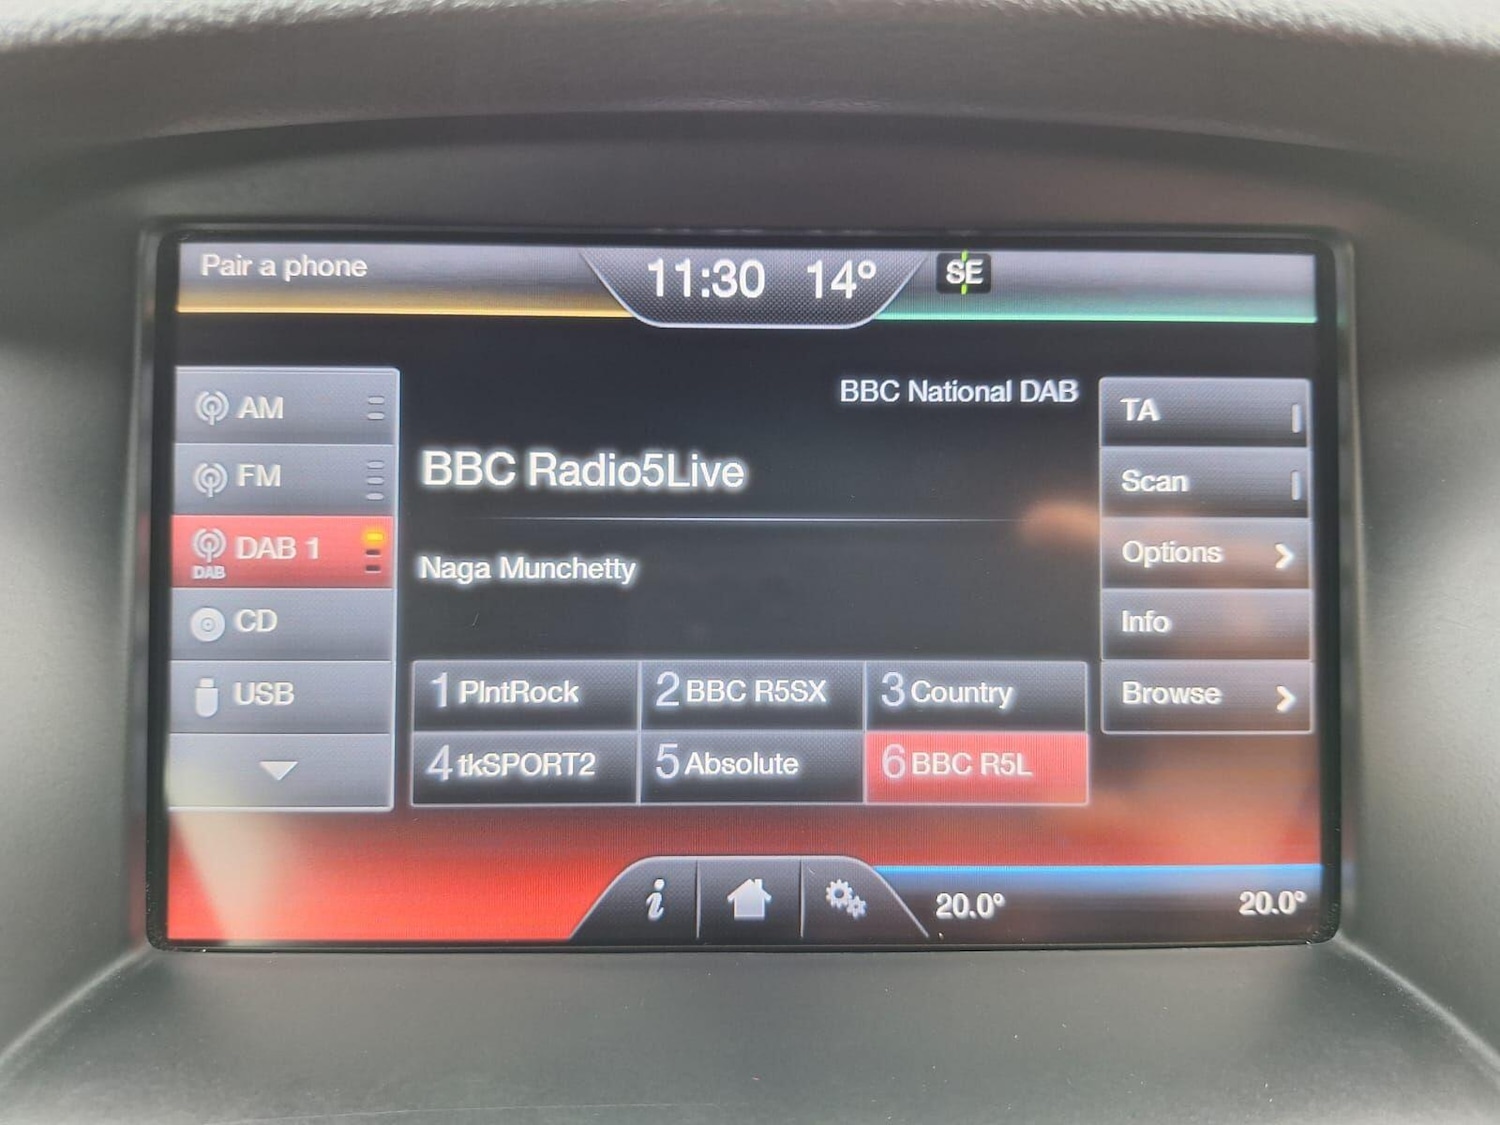 Pair a phone
11:30 14°
SE
AM
FM
DAB 1
DAB
CD
USB
BBC National DAB
BBC Radio5Live
Naga Munchetty
1 PlntRock
2 BBC R5SX
3 Country
4 tkSPORT2
5 Absolute
6 BBC R5L
TA
Scan
Options
Info
Browse
i
20.0°
20.0°